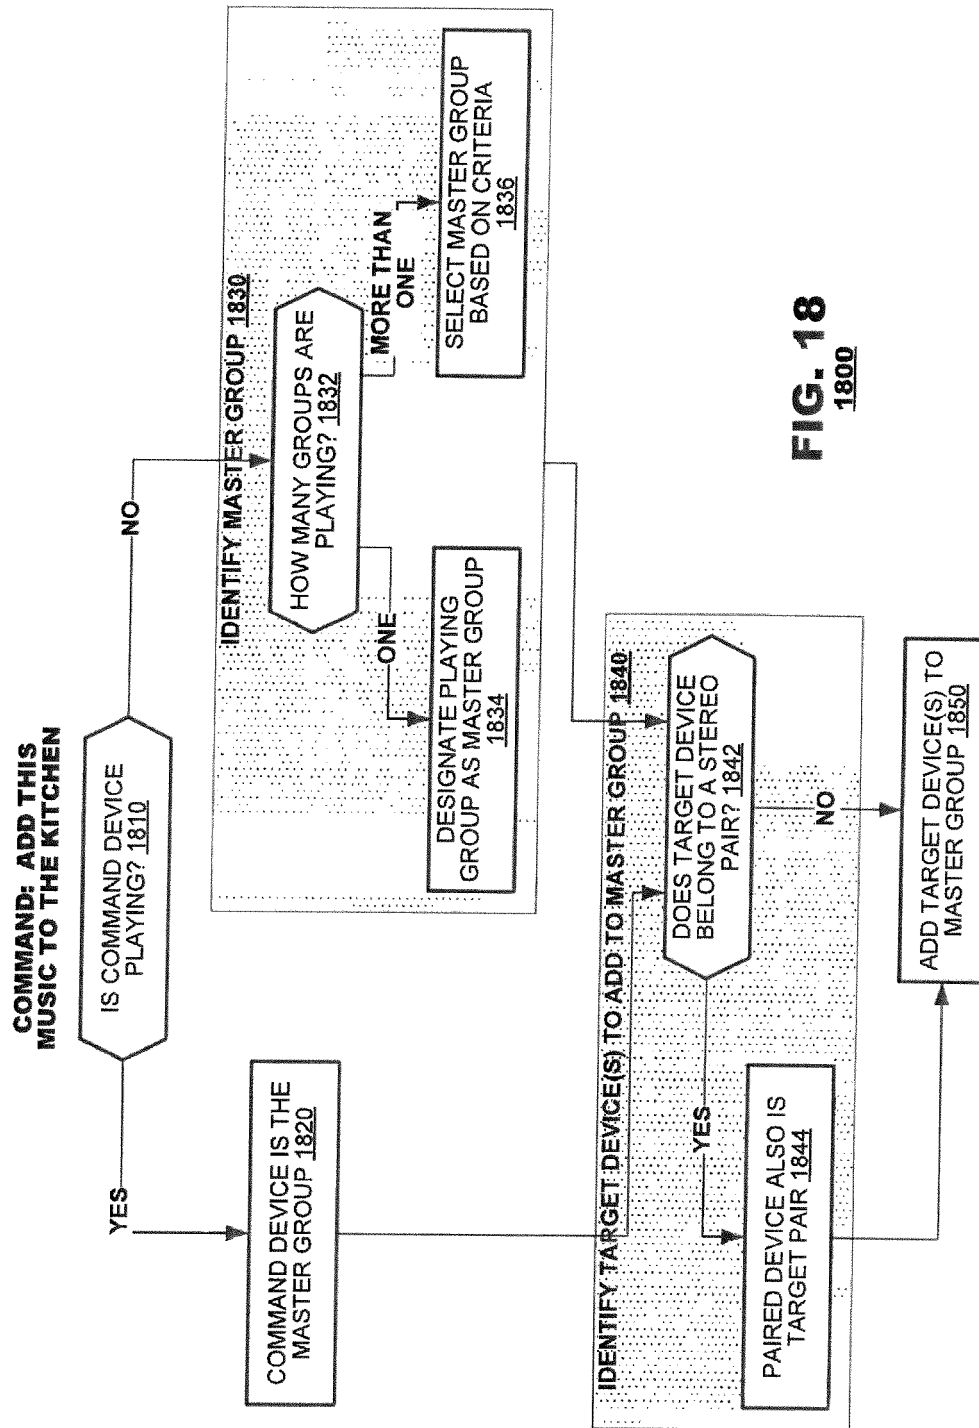 COMMAND: ADD THIS
MUSIC TO THE KITCHEN
IS COMMAND DEVICE
PLAYING? 1810
YES
NO
COMMAND DEVICE IS THE
MASTER GROUP 1820
IDENTIFY MASTER GROUP 1830
HOW MANY GROUPS ARE
PLAYING? 1832
ONE
MORE THAN
ONE
DESIGNATE PLAYING
GROUP AS MASTER GROUP
1834
SELECT MASTER GROUP
BASED ON CRITERIA
1836
IDENTIFY TARGET DEVICE(S) TO ADD TO MASTER GROUP 1840
DOES TARGET DEVICE
BELONG TO A STEREO
PAIR? 1842
YES
NO
PAIRED DEVICE ALSO IS
TARGET PAIR 1844
ADD TARGET DEVICE(S) TO
MASTER GROUP 1850
FIG. 18
1800